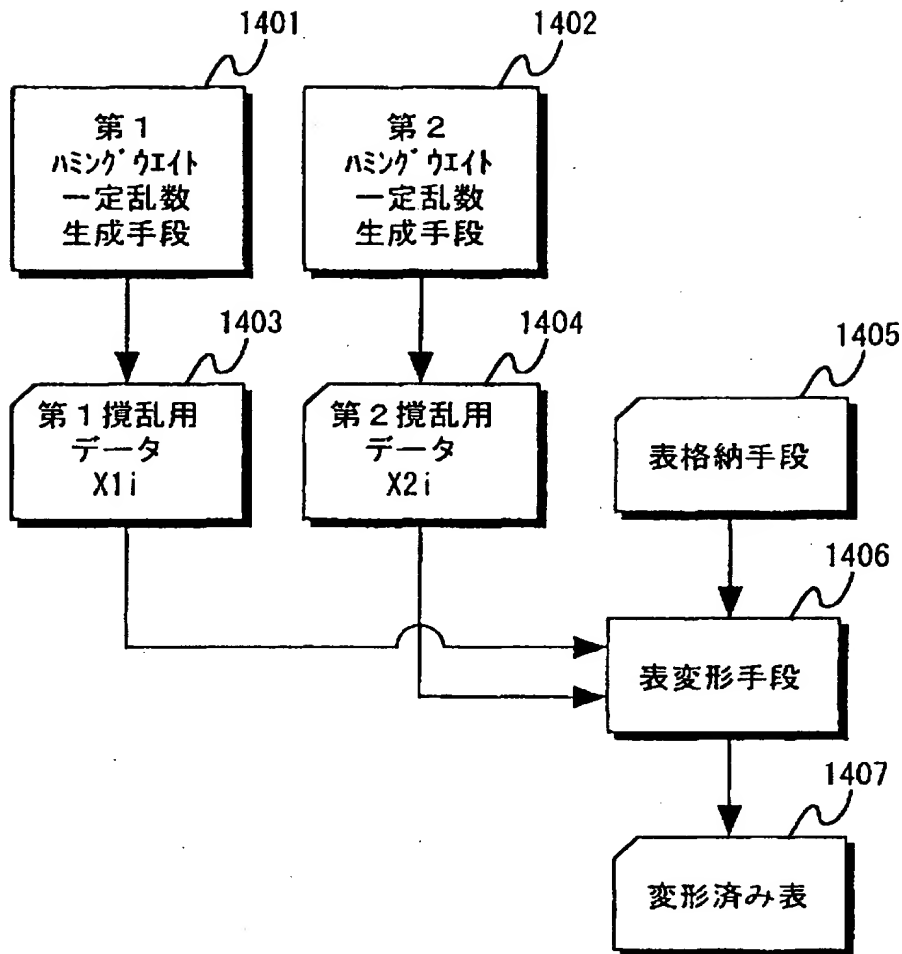 1401
1402
第1
ハミングウエイト
一定乱数
生成手段
第2
ハミングウエイト
一定乱数
生成手段
1403
1404
1405
第1撹乱用
データ
X1i
第2撹乱用
データ
X2i
表格納手段
1406
表変形手段
1407
変形済み表